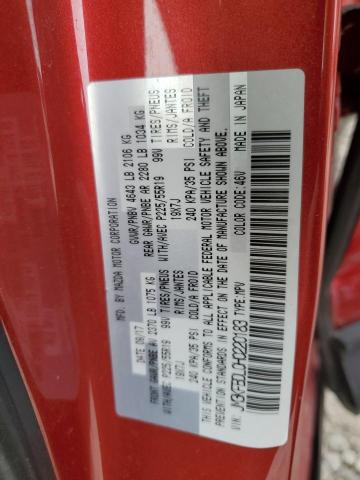 MFD BY: MAZDA MOTOR CORPORATION
DATE 06/17 GVWR/PNBV 4643 LB 2106 KG
FRONT GAWR/PNBE AV 2370 LB 1075 KG REAR GAWR/PNBE AR 2280 LB 1034 KG
WITH/AVEC P225/55R19 99V TIRES/PNEUS WITH/AVEC P225/55R19 99V TIRES/PNEUS
19X7J RIMS/JANTES 19X7J RIMS/JANTES
240 KPA/35 PSI COLD/A FROID 240 KPA/35 PSI COLD/A FROID
THIS VEHICLE CONFORMS TO ALL APPLICABLE FEDERAL MOTOR VEHICLE SAFETY AND THEFT
PREVENTION STANDARDS IN EFFECT ON THE DATE OF MANUFACTURE SHOWN ABOVE.
MADE IN JAPAN
VIN: JM3KFBDL0H0220183 TYPE:MPV COLOR CODE:46V